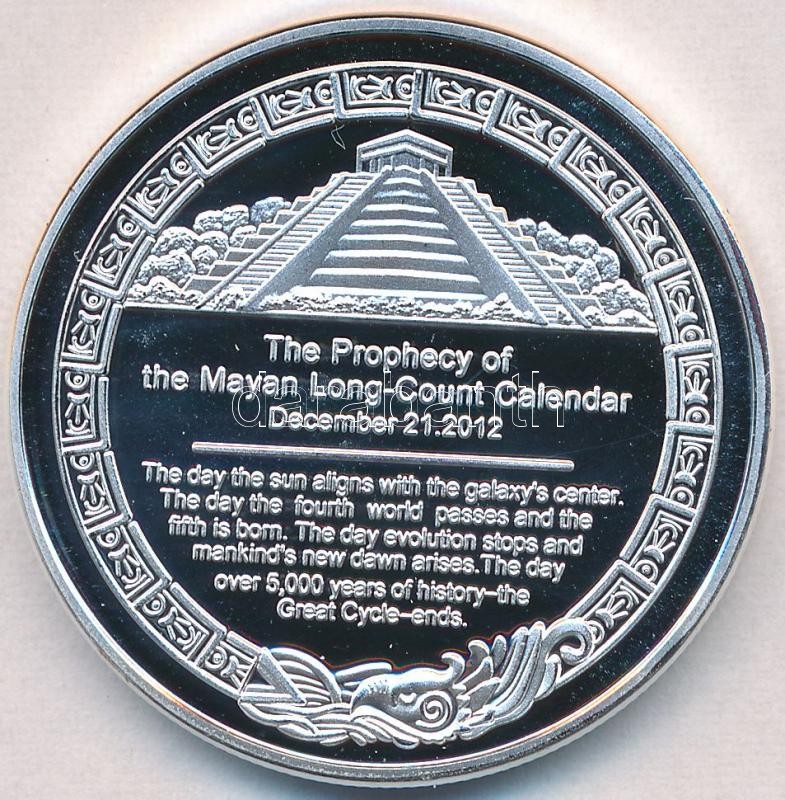 The Prophecy of
the Mayan Long Count Calendar
December 21.2012
The day the sun aligns with the galaxy's center.
The day the fourth world passes and the
fifth is born. The day evolution stops and
mankind's new dawn arises.The day
over 5,000 years of history-the
Great Cycle-ends.